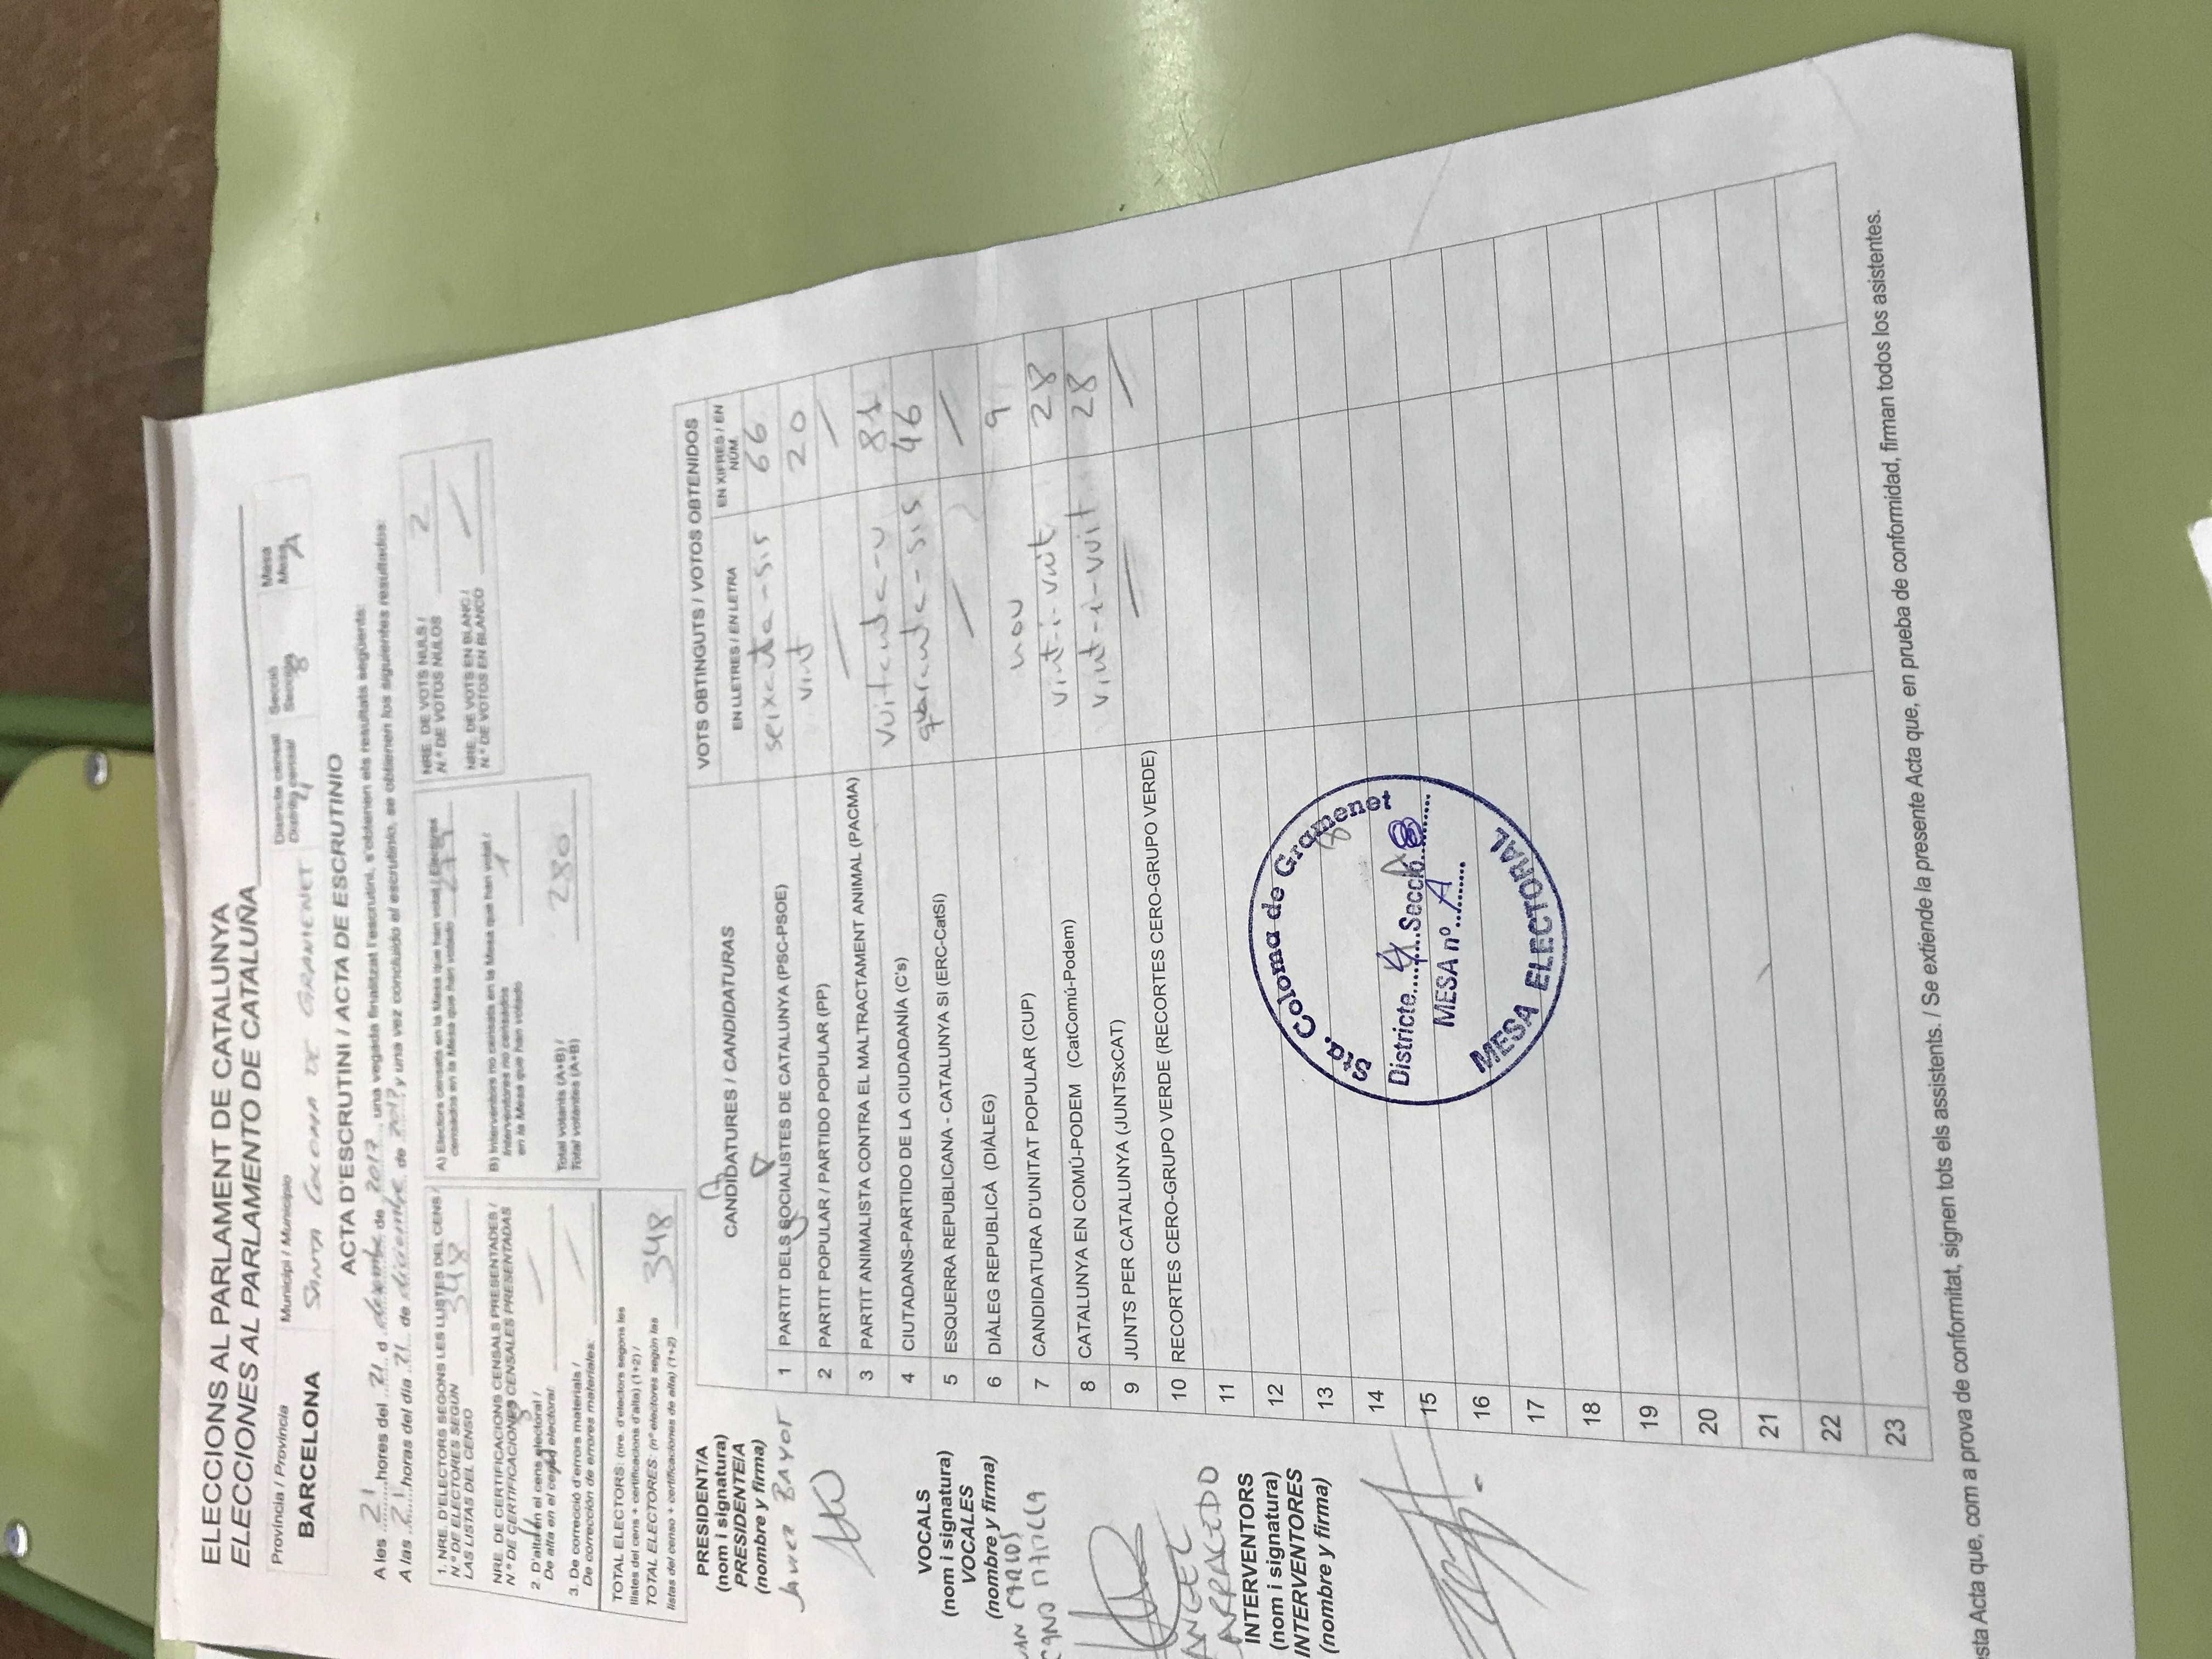 ELECCIONS AL PARLAMENT DE CATALUNYA
ELECCIONES AL PARLAMENTO DE CATALUÑA
Província / Provincia
BARCELONA
Municipi / Municipio
SANTA COLOMA DE GRAMENET
Districte censal
Distrito censal
4
Secció
Sección
8
Mesa
Mesa
A
ACTA D'ESCRUTINI / ACTA DE ESCRUTINIO
A les 21 hores del 21 d desembre de 2017, una vegada finalitzat l'escrutini, s'obtenen els resultats següents:
A las 21 horas del día 21 de diciembre de 2017 y una vez concluido el escrutinio, se obtienen los siguientes resultados:
1. NRE. D'ELECTORS SEGONS LES LLISTES DEL CENS /
N.º DE ELECTORES SEGÚN
LAS LISTAS DEL CENSO 348
NRE. DE CERTIFICACIONS CENSALS PRESENTADES /
N.º DE CERTIFICACIONES CENSALES PRESENTADAS
2. D'alta en el cens electoral /
De alta en el censo electoral:
3. De correcció d'errors materials /
De corrección de errores materiales:
TOTAL ELECTORS: (nre. d'electors segons les
llistes del cens + certificacions d'alta) (1+2) /
TOTAL ELECTORES: (nº electores según las
listas del censo + certificaciones de alta) (1+2) 348
A) Electors censats en la Mesa que han votat / Electores
censados en la Mesa que han votado 279
B) Interventors no censats en la Mesa que han votat /
Interventores no censados
en la Mesa que han votado 1
Total votants (A+B) /
Total votantes (A+B) 280
NRE. DE VOTS NULS /
N.º DE VOTOS NULOS 2
NRE. DE VOTS EN BLANC /
N.º DE VOTOS EN BLANCO —
PRESIDENT/A
(nom i signatura)
PRESIDENTE/A
(nombre y firma)
Javier BAYOT
VOCALS
(nom i signatura)
VOCALES
(nombre y firma)
CARLOS
ANGEL
INTERVENTORS
(nom i signatura)
INTERVENTORES
(nombre y firma)
CANDIDATURES / CANDIDATURAS
VOTS OBTINGUTS / VOTOS OBTENIDOS
EN LLETRES / EN LETRA
EN XIFRES / EN NÚM.
1 PARTIT DELS SOCIALISTES DE CATALUNYA (PSC-PSOE) seixanta-sis 66
2 PARTIT POPULAR / PARTIDO POPULAR (PP) vint 20
3 PARTIT ANIMALISTA CONTRA EL MALTRACTAMENT ANIMAL (PACMA) — —
4 CIUTADANS-PARTIDO DE LA CIUDADANÍA (C's) vuitanta-u 81
5 ESQUERRA REPUBLICANA - CATALUNYA SI (ERC-CatSí) quaranta-sis 46
6 DIÀLEG REPUBLICÀ (DIÀLEG) — —
7 CANDIDATURA D'UNITAT POPULAR (CUP) nou 9
8 CATALUNYA EN COMÚ-PODEM (CatComú-Podem) vint-i-vuit 28
9 JUNTS PER CATALUNYA (JUNTSxCAT) vint-i-vuit 28
10 RECORTES CERO-GRUPO VERDE (RECORTES CERO-GRUPO VERDE) — —
11
12
13
14
15
16
17
18
19
20
21
22
23
Sta. Coloma de Gramenet
Districte....4....Secció..8......
MESA nº..A......
MESA ELECTORAL
esta Acta que, com a prova de conformitat, signen tots els assistents. / Se extiende la presente Acta que, en prueba de conformidad, firman todos los asistentes.